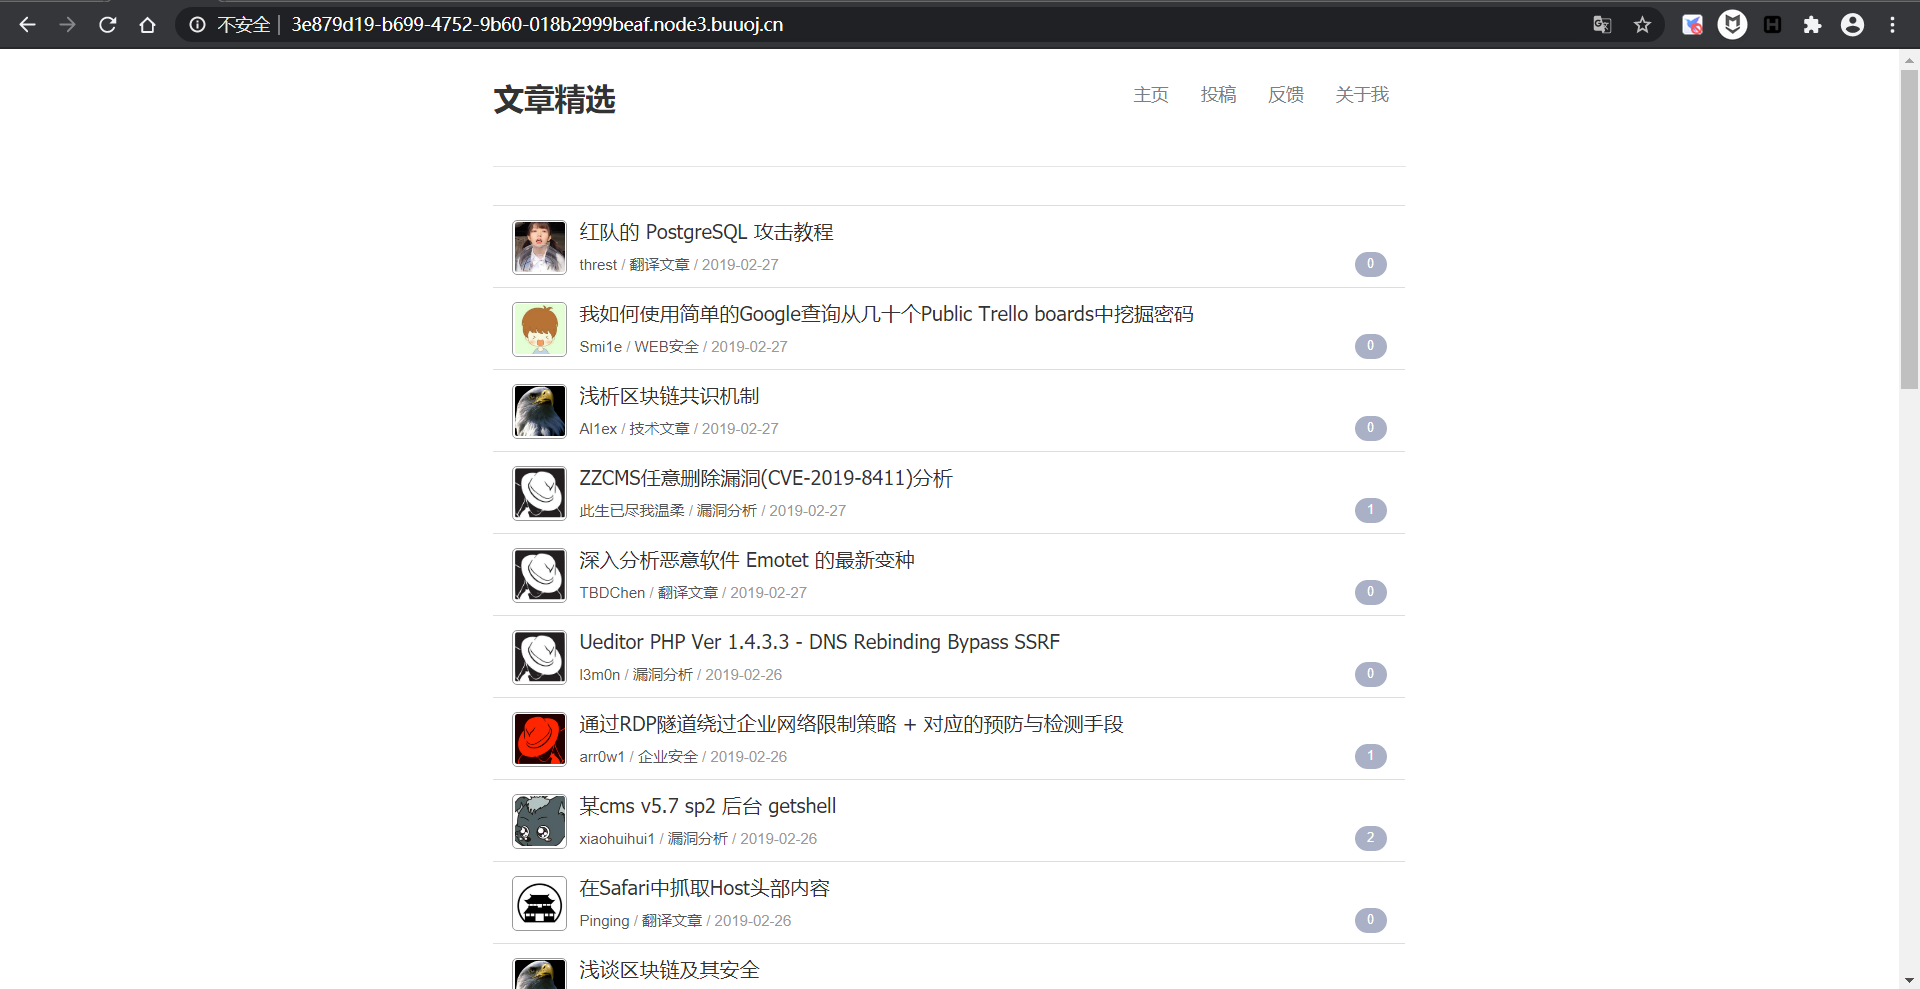 不安全 | 3e879d19-b699-4752-9b60-018b2999beaf.node3.buuoj.cn
文章精选
主页 投稿 反馈 关于我
红队的 PostgreSQL 攻击教程
threst / 翻译文章 / 2019-02-27
0
我如何使用简单的Google查询从几十个Public Trello boards中挖掘密码
Smi1e / WEB安全 / 2019-02-27
0
浅析区块链共识机制
Al1ex / 技术文章 / 2019-02-27
0
ZZCMS任意删除漏洞(CVE-2019-8411)分析
此生已尽我温柔 / 漏洞分析 / 2019-02-27
1
深入分析恶意软件 Emotet 的最新变种
TBDChen / 翻译文章 / 2019-02-27
0
Ueditor PHP Ver 1.4.3.3 - DNS Rebinding Bypass SSRF
l3m0n / 漏洞分析 / 2019-02-26
0
通过RDP隧道绕过企业网络限制策略 + 对应的预防与检测手段
arr0w1 / 企业安全 / 2019-02-26
1
某cms v5.7 sp2 后台 getshell
xiaohuihui1 / 漏洞分析 / 2019-02-26
2
在Safari中抓取Host头部内容
Pinging / 翻译文章 / 2019-02-26
0
浅谈区块链及其安全